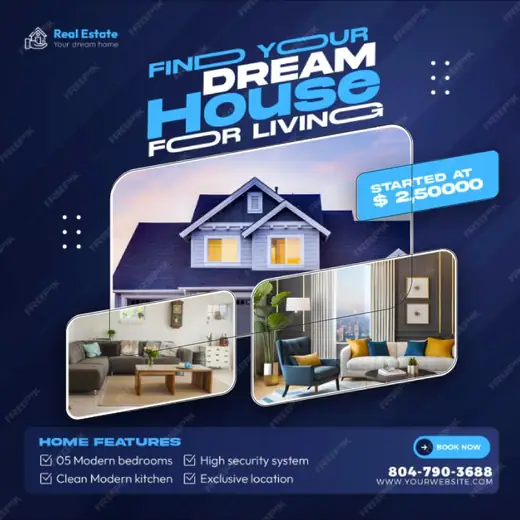 Real Estate
Your dream home
FIND YOUR
DREAM
House
FOR LIVING
STARTED AT
$ 2,50000
HOME FEATURES
05 Modern bedrooms
High security system
Clean Modern kitchen
Exclusive location
BOOK NOW
804-790-3688
WWW.YOURWEBSITE.COM